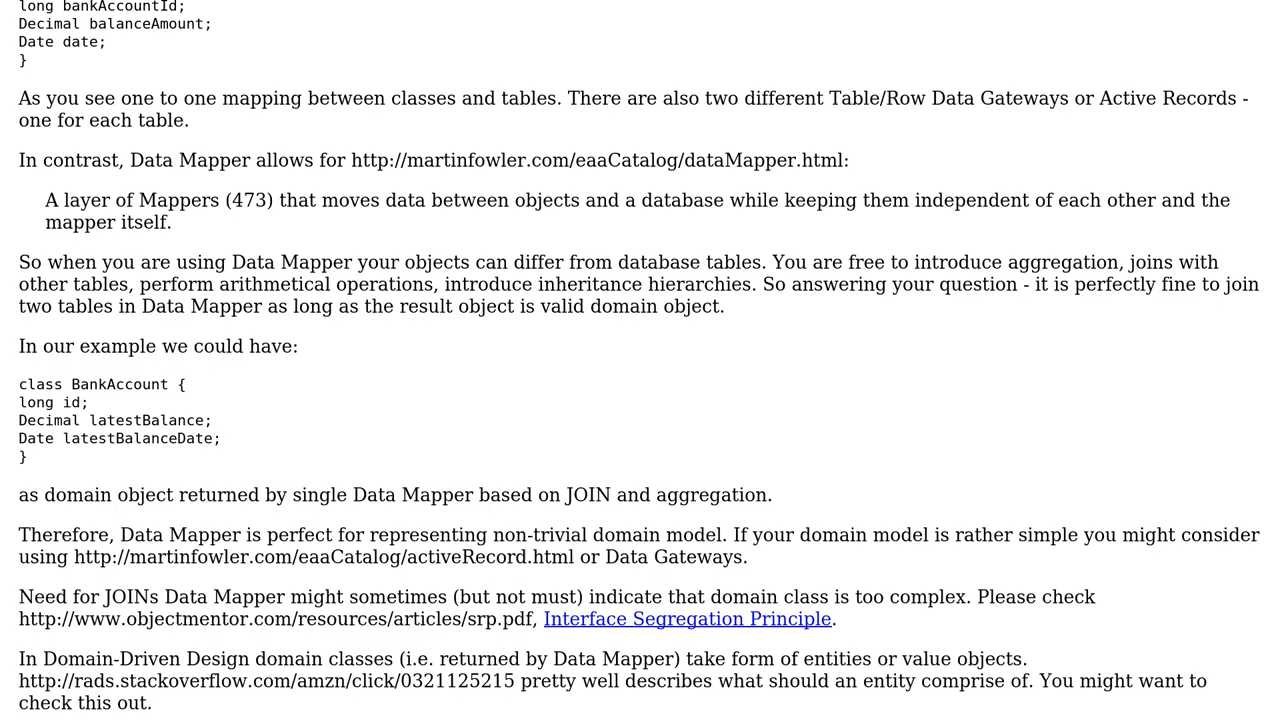 long bankAccountId;
Decimal balanceAmount;
Date date;
}
As you see one to one mapping between classes and tables. There are also two different Table/Row Data Gateways or Active Records -
one for each table.
In contrast, Data Mapper allows for http://martinfowler.com/eaaCatalog/dataMapper.html:
A layer of Mappers (473) that moves data between objects and a database while keeping them independent of each other and the
mapper itself.
So when you are using Data Mapper your objects can differ from database tables. You are free to introduce aggregation, joins with
other tables, perform arithmetical operations, introduce inheritance hierarchies. So answering your question - it is perfectly fine to join
two tables in Data Mapper as long as the result object is valid domain object.
In our example we could have:
class BankAccount {
long id;
Decimal latestBalance;
Date latestBalanceDate;
}
as domain object returned by single Data Mapper based on JOIN and aggregation.
Therefore, Data Mapper is perfect for representing non-trivial domain model. If your domain model is rather simple you might consider
using http://martinfowler.com/eaaCatalog/activeRecord.html or Data Gateways.
Need for JOINs Data Mapper might sometimes (but not must) indicate that domain class is too complex. Please check
http://www.objectmentor.com/resources/articles/srp.pdf, Interface Segregation Principle.
In Domain-Driven Design domain classes (i.e. returned by Data Mapper) take form of entities or value objects.
http://rads.stackoverflow.com/amzn/click/0321125215 pretty well describes what should an entity comprise of. You might want to
check this out.